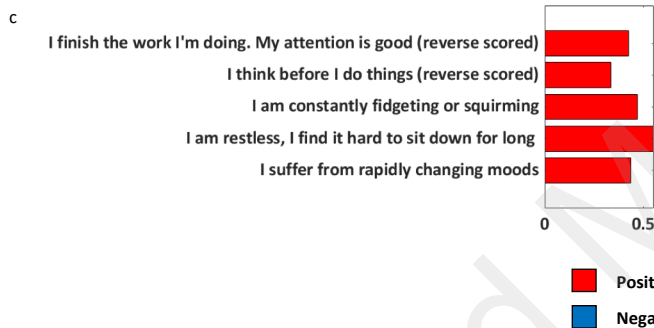 c
I finish the work I'm doing. My attention is good (reverse scored)
I think before I do things (reverse scored)
I am constantly fidgeting or squirming
I am restless, I find it hard to sit down for long
I suffer from rapidly changing moods
0 0.5
Posit
Nega